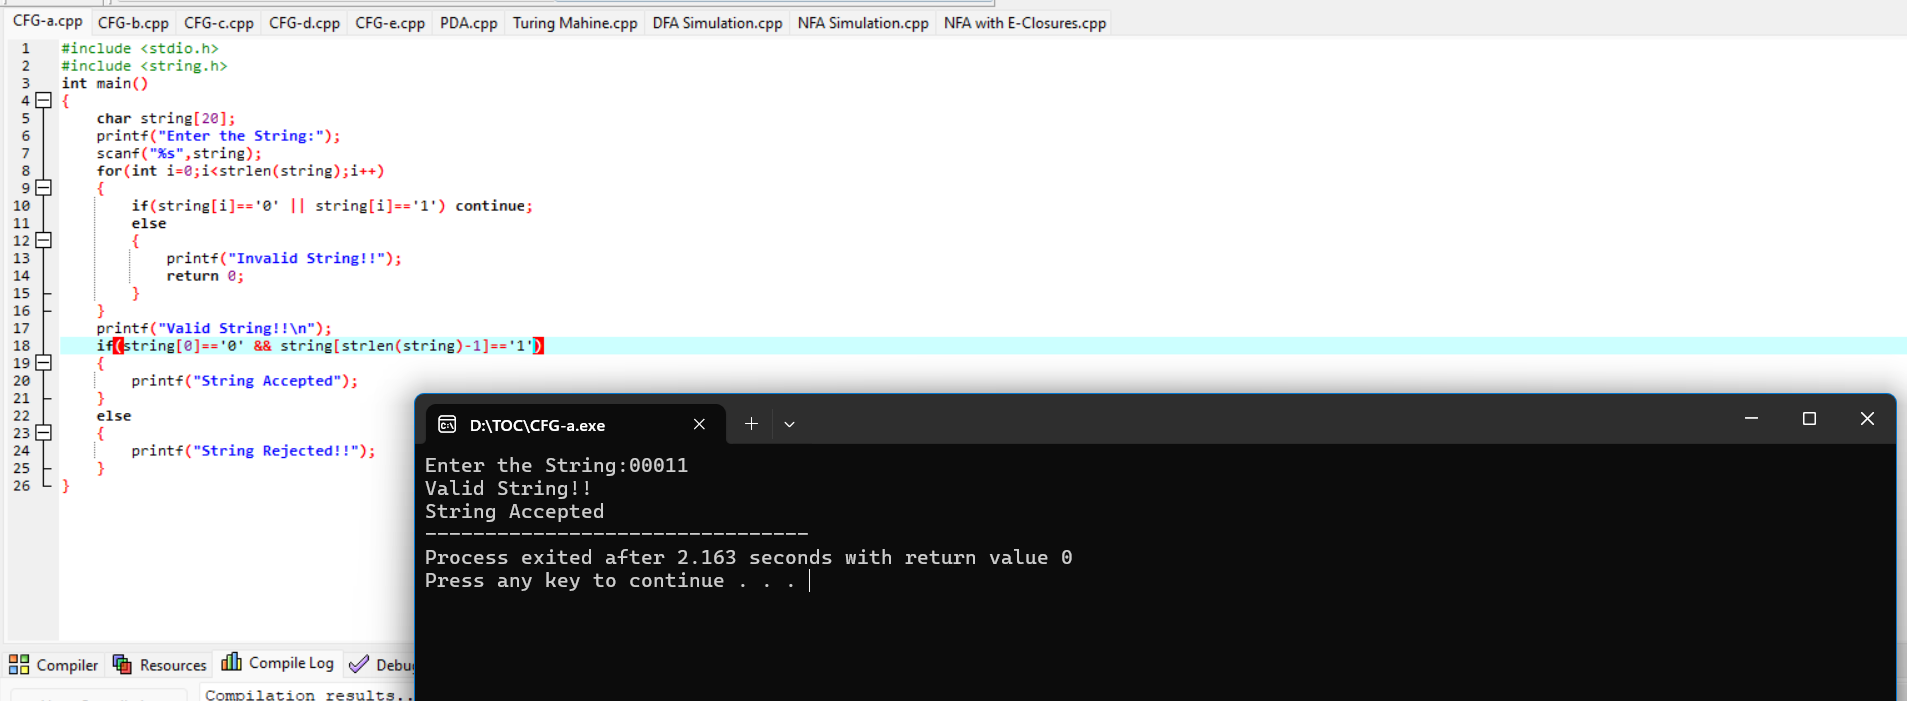 CFG-a.cpp CFG-b.cpp CFG-c.cpp CFG-d.cpp CFG-e.cpp PDA.cpp Turing Mahine.cpp DFA Simulation.cpp NFA Simulation.cpp NFA with E-Closures.cpp
1 #include <stdio.h>
2 #include <string.h>
3 int main()
4 {
5 char string[20];
6 printf("Enter the String:");
7 scanf("%s",string);
8 for(int i=0;i<strlen(string);i++)
9 {
10 if(string[i]=='0' || string[i]=='1') continue;
11 else
12 {
13 printf("Invalid String!!");
14 return 0;
15 }
16 }
17 printf("Valid String!!\n");
18 if(string[0]=='0' && string[strlen(string)-1]=='1')
19 {
20 printf("String Accepted");
21 }
22 else
23 {
24 printf("String Rejected!!");
25 }
26 }
D:\TOC\CFG-a.exe
Enter the String:00011
Valid String!!
String Accepted
--------------------------------
Process exited after 2.163 seconds with return value 0
Press any key to continue . . .
Compiler Resources Compile Log Debu
Compilation results..